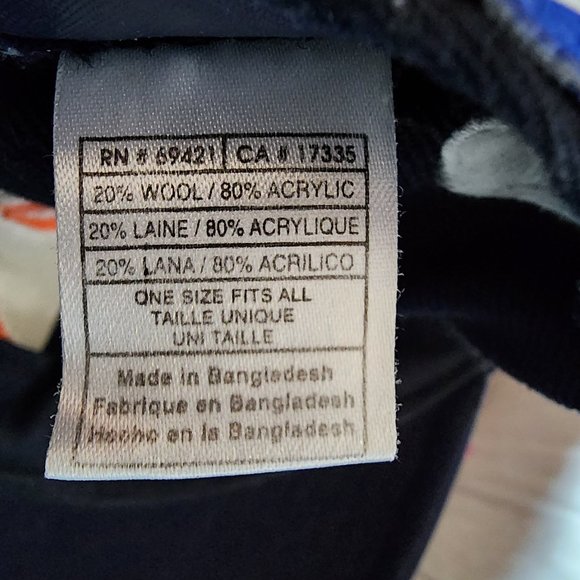 RN # 69421 CA # 17335
20% WOOL / 80% ACRYLIC
20% LAINE / 80% ACRYLIQUE
20% LANA / 80% ACRILICO
ONE SIZE FITS ALL
TAILLE UNIQUE
UNI TAILLE
Made in Bangladesh
Fabrique en Bangladesh
Hecho en la Bangladesh